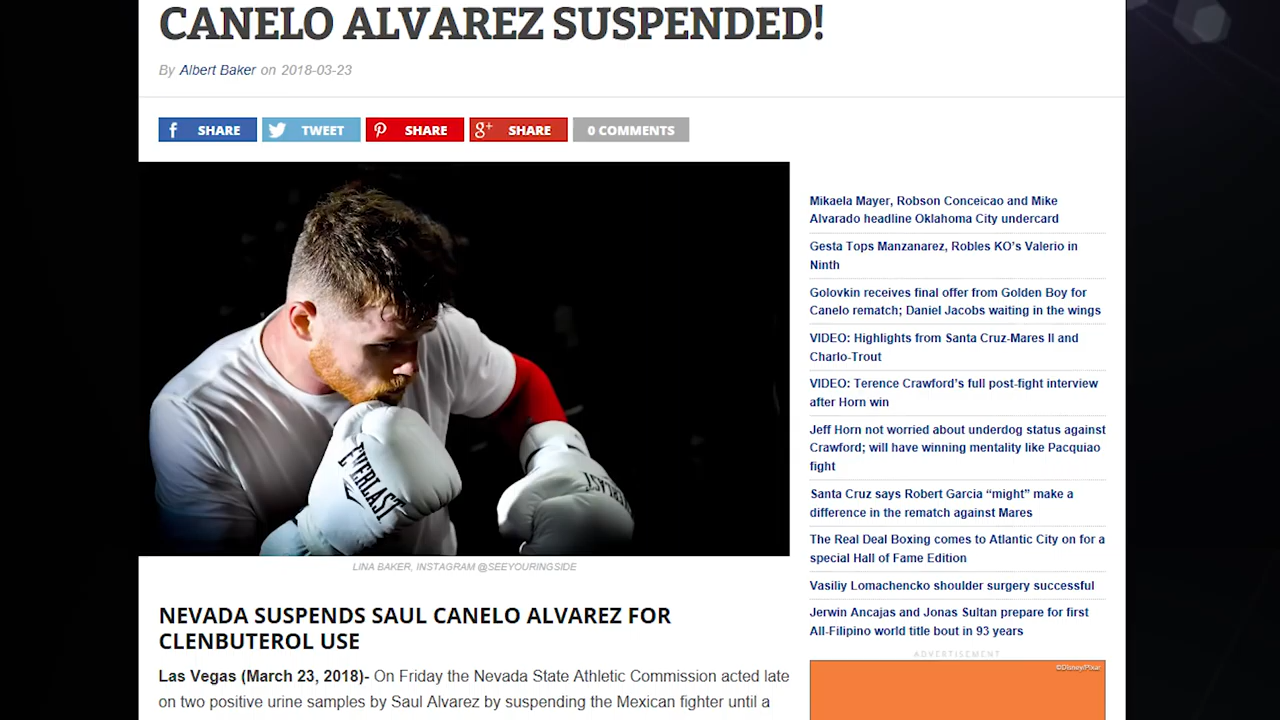 CANELO ALVAREZ SUSPENDED!
By Albert Baker on 2018-03-23
SHARE
TWEET
SHARE
g+ SHARE
0 COMMENTS
EVERLAST
EVERLAST
LINA BAKER, INSTAGRAM @SEEYOURINGSIDE
NEVADA SUSPENDS SAUL CANELO ALVAREZ FOR
CLENBUTEROL USE
Las Vegas (March 23, 2018)- On Friday the Nevada State Athletic Commission acted late
on two positive urine samples by Saul Alvarez by suspending the Mexican fighter until a
Mikaela Mayer, Robson Conceicao and Mike
Alvarado headline Oklahoma City undercard
Gesta Tops Manzanarez, Robles KO's Valerio in
Ninth
Golovkin receives final offer from Golden Boy for
Canelo rematch; Daniel Jacobs waiting in the wings
VIDEO: Highlights from Santa Cruz-Mares II and
Charlo-Trout
VIDEO: Terence Crawford's full post-fight interview
after Horn win
Jeff Horn not worried about underdog status against
Crawford; will have winning mentality like Pacquiao
fight
Santa Cruz says Robert Garcia “might” make a
difference in the rematch against Mares
The Real Deal Boxing comes to Atlantic City on for a
special Hall of Fame Edition
Vasiliy Lomachencko shoulder surgery successful
Jerwin Ancajas and Jonas Sultan prepare for first
All-Filipino world title bout in 93 years
ADVERTISEMENT
©Disney/Pixar